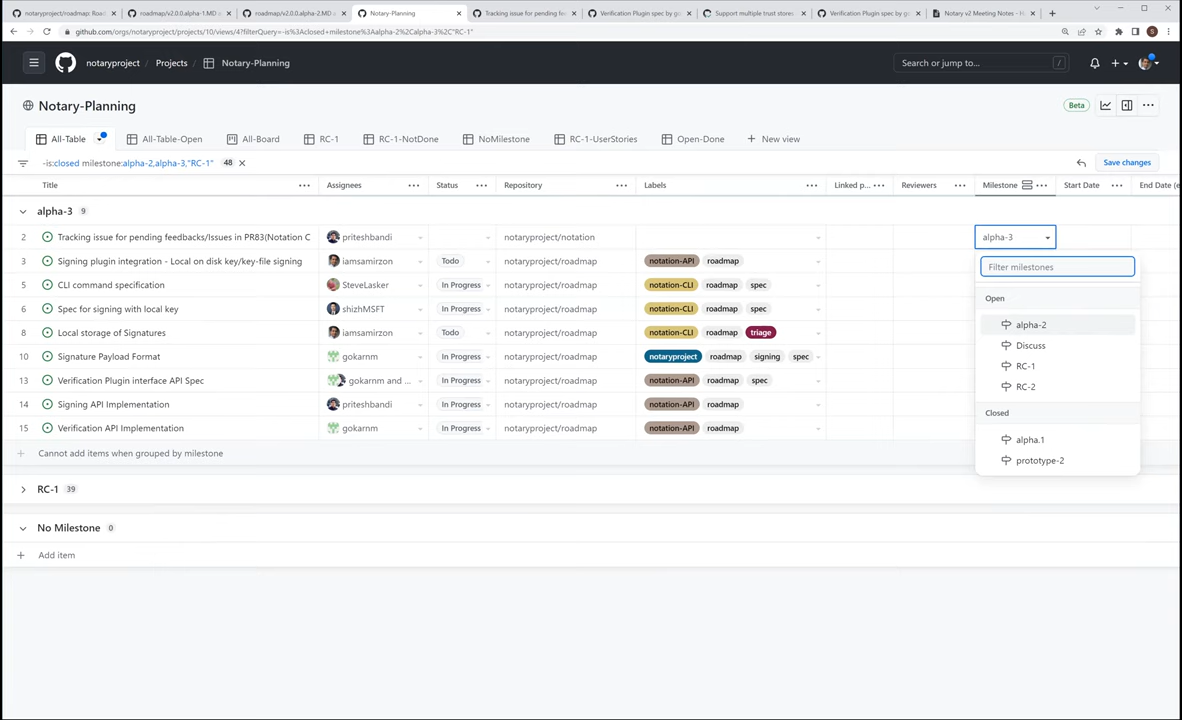 notaryproject/roadmap: Road
roadmap/v2.0.0.alpha-1.MD
roadmap/v2.0.0.alpha-2.MD
Notary-Planning
Tracking issue for pending fe
Verification Plugin spec by go
Support multiple trust stores
Verification Plugin spec by g
Notary v2 Meeting Notes - H
github.com/orgs/notaryproject/projects/10/views/4?filterQuery=-is%3Aclosed+milestone%3Aalpha-2%2Calpha-3%2C"RC-1"
notaryproject / Projects / Notary-Planning
Search or jump to... /
Notary-Planning
Beta
All-Table All-Table-Open All-Board RC-1 RC-1-NotDone NoMilestone RC-1-UserStories Open-Done + New view
-is:closed milestone:alpha-2,alpha-3,"RC-1" 48
Save changes
Title Assignees Status Repository Labels Linked p... Reviewers Milestone Start Date End Date (e
alpha-3 9
2 Tracking issue for pending feedbacks/Issues in PR83(Notation C priteshbandi notaryproject/notation alpha-3
3 Signing plugin integration - Local on disk key/key-file signing iamsamirzon Todo notaryproject/roadmap notation-API roadmap
5 CLI command specification SteveLasker In Progress notaryproject/roadmap notation-CLI roadmap spec
6 Spec for signing with local key shizhMSFT In Progress notaryproject/roadmap notation-CLI roadmap spec
8 Local storage of Signatures iamsamirzon Todo notaryproject/roadmap notation-CLI roadmap triage
10 Signature Payload Format gokarnm In Progress notaryproject/roadmap notaryproject roadmap signing spec
13 Verification Plugin interface API Spec gokarnm and ... In Progress notaryproject/roadmap notation-API roadmap spec
14 Signing API Implementation priteshbandi In Progress notaryproject/roadmap notation-API roadmap
15 Verification API Implementation gokarnm In Progress notaryproject/roadmap notation-API roadmap
Cannot add items when grouped by milestone
RC-1 39
No Milestone 0
+ Add item
Filter milestones
Open
alpha-2
Discuss
RC-1
RC-2
Closed
alpha.1
prototype-2